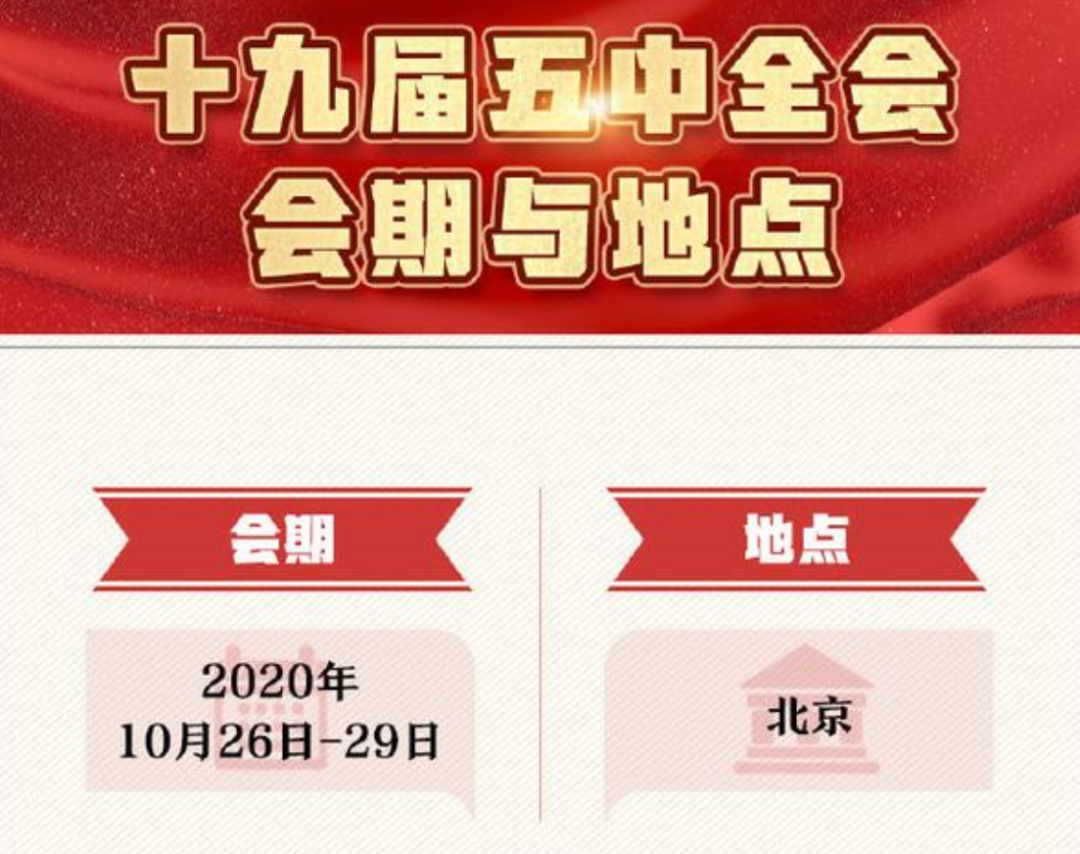 十九届五中全会
会期与地点
会期
地点
2020年
10月26日-29日
北京